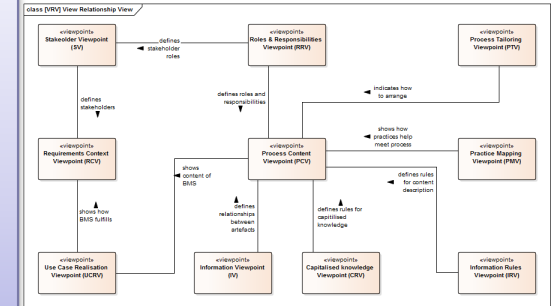 class [VRV] View Relationship View
«viewpoint»
Stakeolder Viewpoint
(SV)
defines
stakeholder
roles
«viewpoint»
Roles & Responsibilities
Viewpoint (RRV)
«viewpoint»
Process Tailoring
Viewpoint (PTV)
defines
stakeholders
defines roles and
responsibilities
indicates how
to arrange
«viewpoint»
Requirements Context
Viewpoint (RCV)
«viewpoint»
Process Content
Viewpoint (PCV)
shows how
practices help
meet process
«viewpoint»
Practice Mapping
Viewpoint (PMV)
shows
content of
BMS
defines rules
for content
description
shows how
BMS fulfills
defines
relationships
between
artefacts
defines rules for
capitilised
knowledge
«viewpoint»
Use Case Realisation
Viewpoint (UCRV)
«viewpoint»
Information Viewpoint
(IV)
«viewpoint»
Capitalised knowledge
Viewpoint (CRV)
«viewpoint»
Information Rules
Viewpoint (IRV)